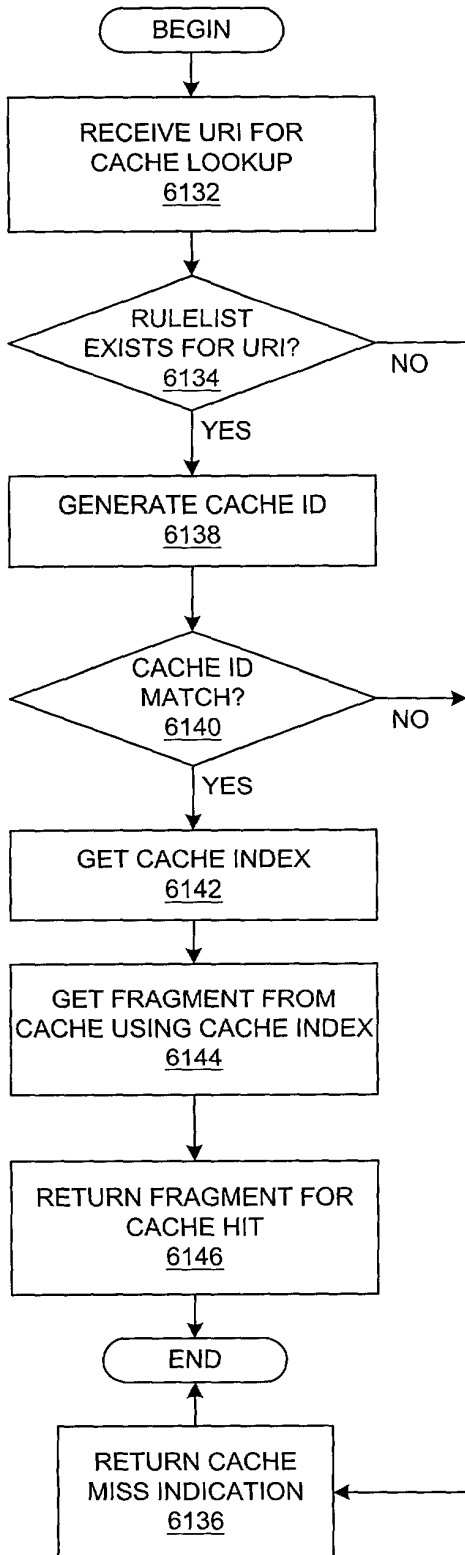 BEGIN
RECEIVE URI FOR
CACHE LOOKUP
6132
RULELIST
EXISTS FOR URI?
6134
NO
YES
GENERATE CACHE ID
6138
CACHE ID
MATCH?
6140
NO
YES
GET CACHE INDEX
6142
GET FRAGMENT FROM
CACHE USING CACHE INDEX
6144
RETURN FRAGMENT FOR
CACHE HIT
6146
END
RETURN CACHE
MISS INDICATION
6136